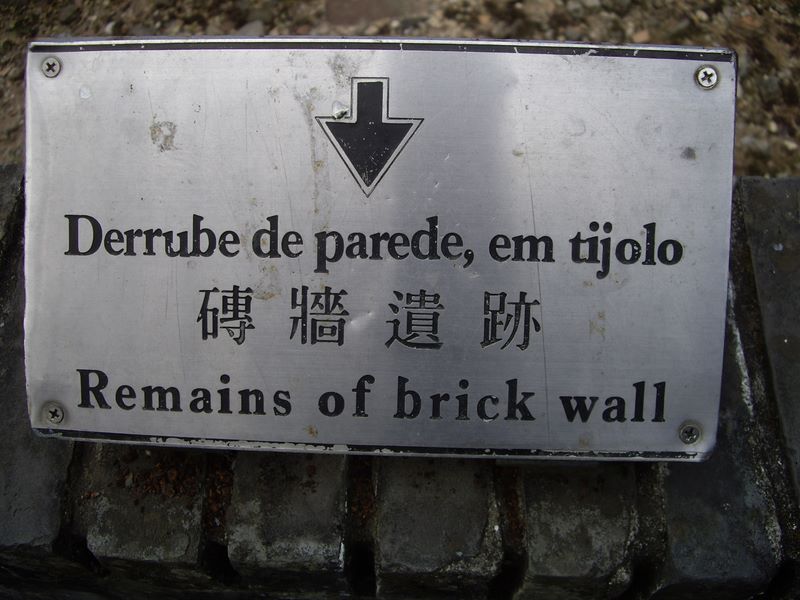 Derrube de parede, em tijolo
磚牆遺跡
Remains of brick wall